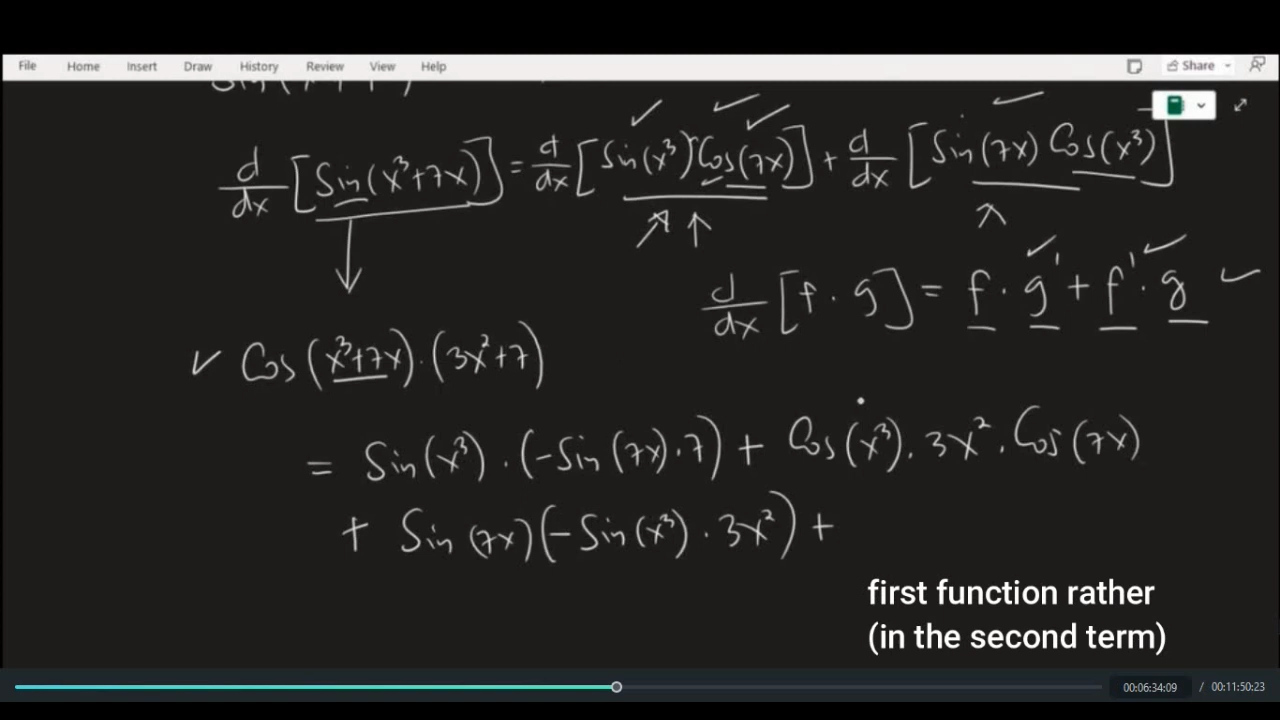 File Home Insert Draw History Review View Help Share
d/dx [Sin(x³+7x)] = d/dx [Sin(x³) Cos(7x)] + d/dx [Sin(7x) Cos(x³)]
d/dx [f · g] = f · g' + f' · g
Cos(x³+7x) · (3x²+7)
= Sin(x³) · (-Sin(7x) · 7) + Cos(x³) · 3x² · Cos(7x)
+ Sin(7x)(-Sin(x³) · 3x²) +
first function rather
(in the second term)
00:06:34:09 / 00:11:50:23